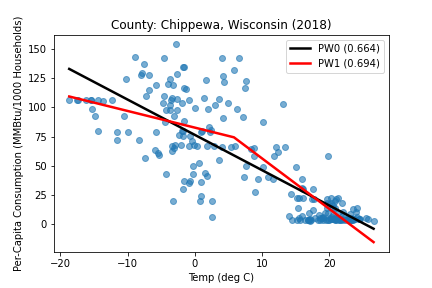 County: Chippewa, Wisconsin (2018)
PW0 (0.664)
PW1 (0.694)
Per-Capita Consumption (MMBtu/1000 Households)
150
125
100
75
50
25
0
−20
−10
0
10
20
Temp (deg C)